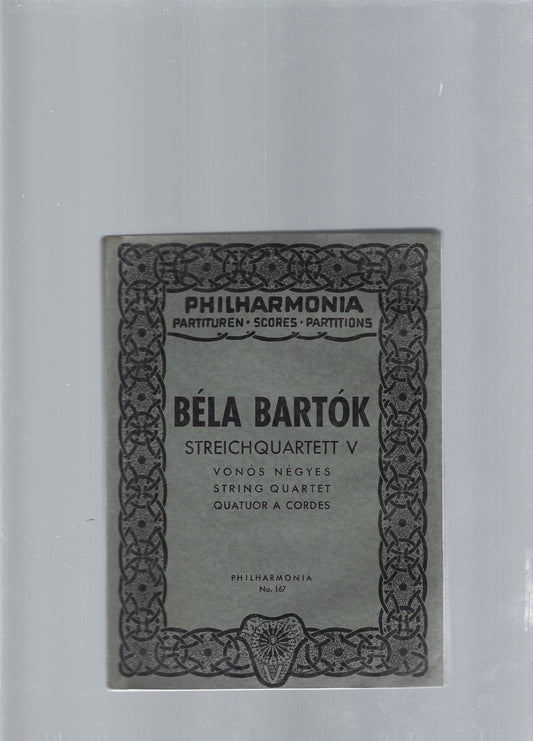 PHILHARMONIA
PARTITUREN • SCORES • PARTITIONS
BÉLA BARTÓK
STREICHQUARTETT V
VONÓS NÉGYES
STRING QUARTET
QUATUOR A CORDES
PHILHARMONIA
No. 167